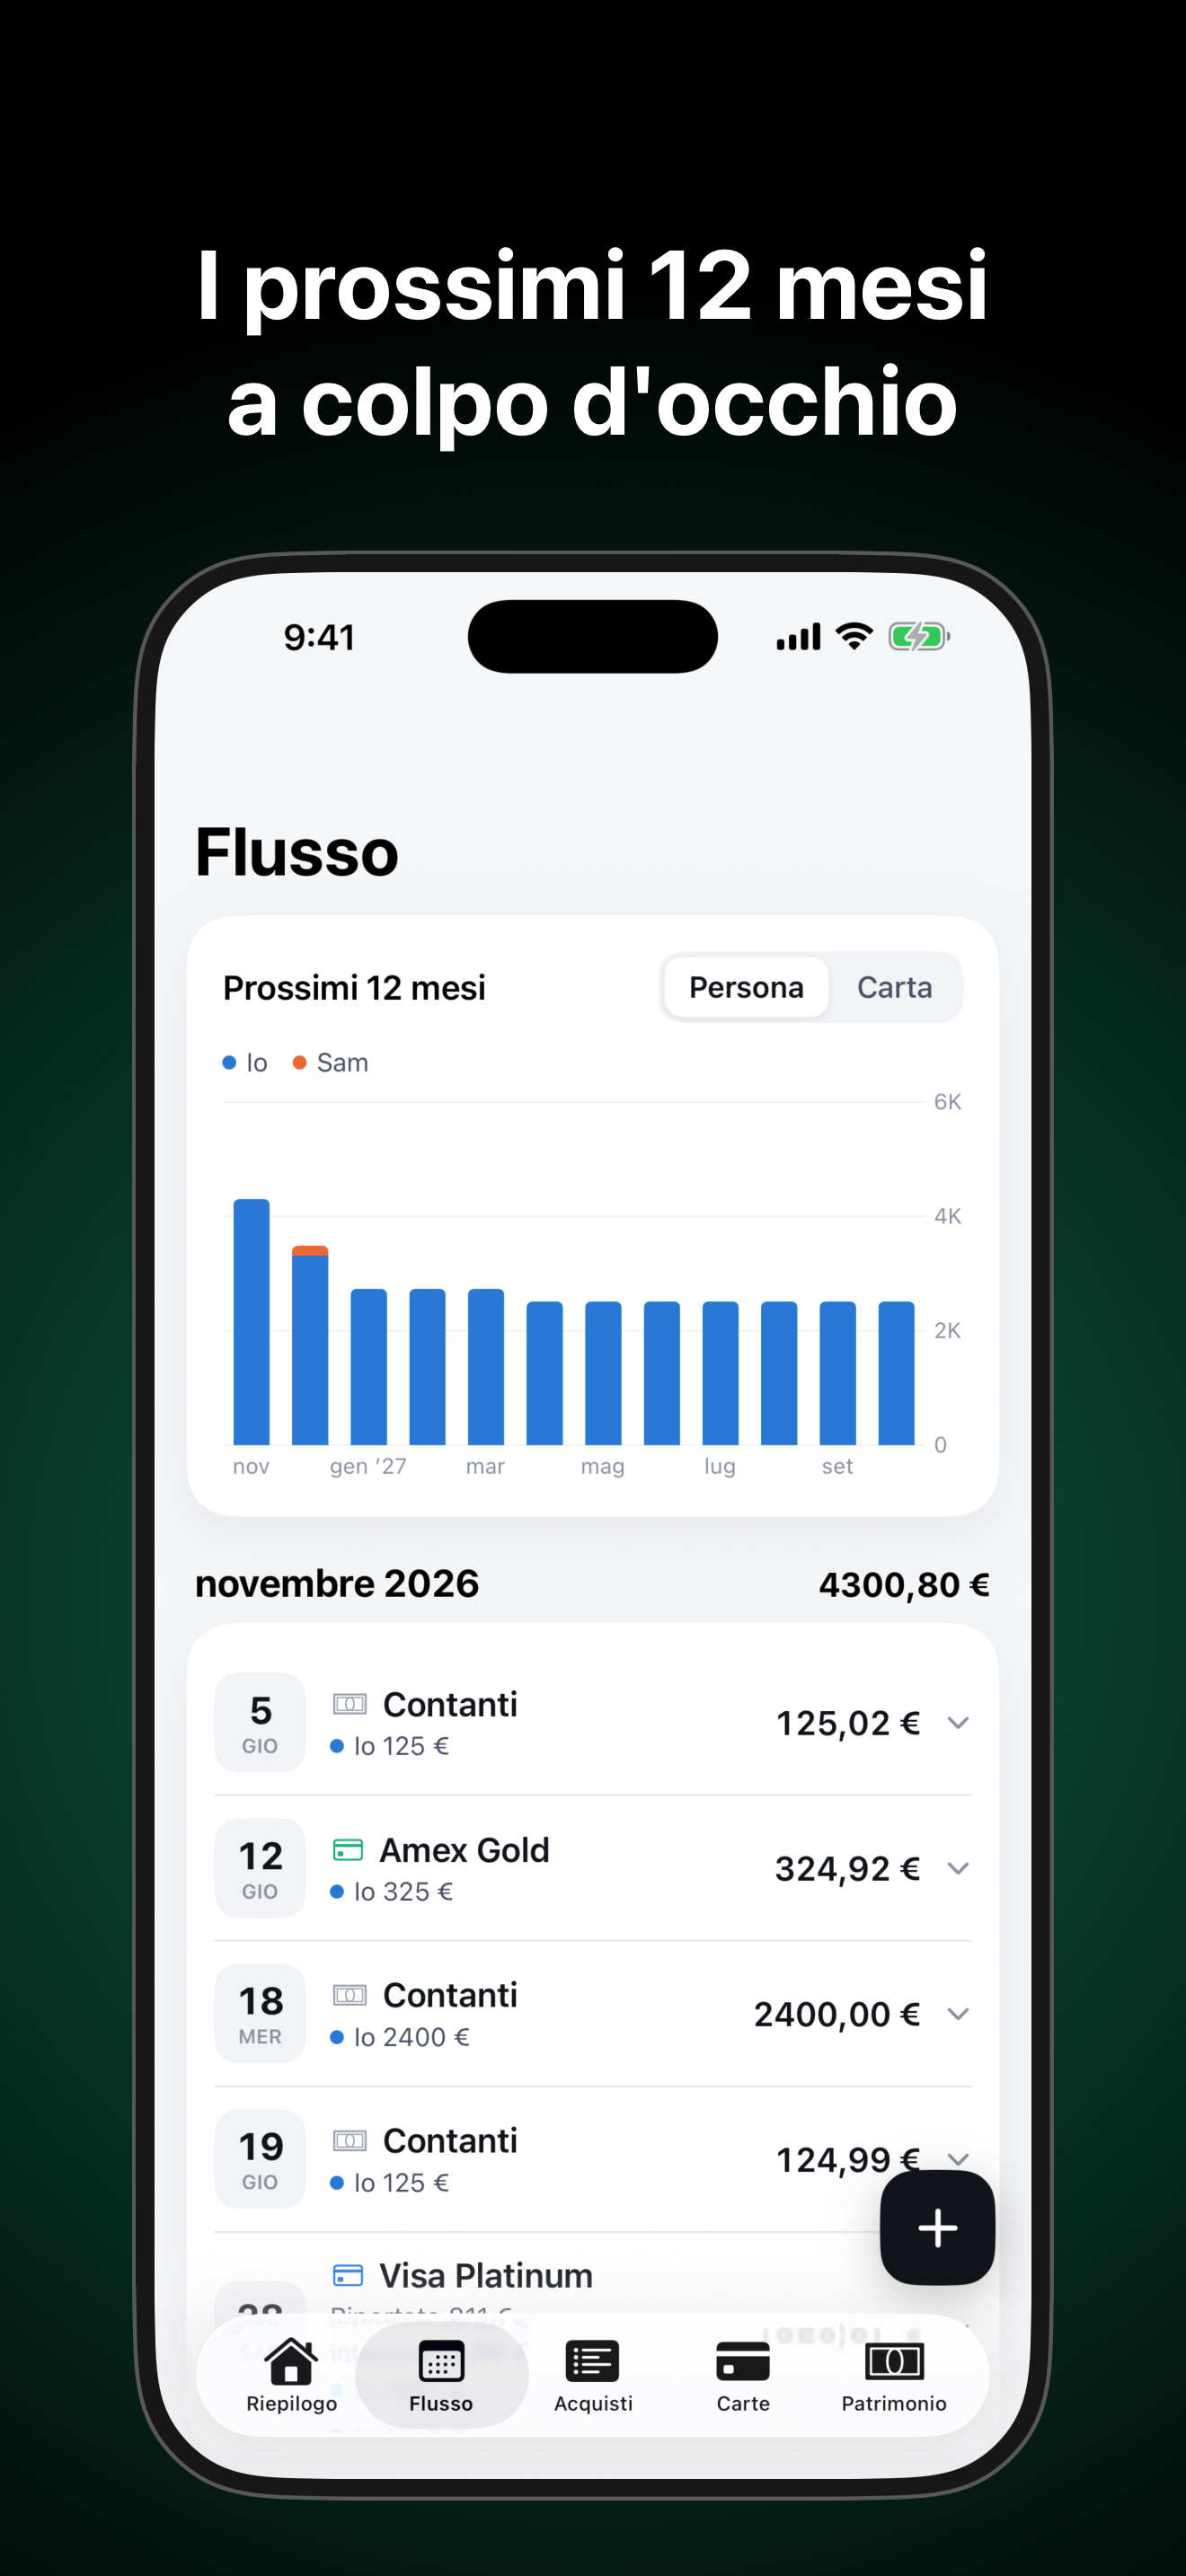 I prossimi 12 mesi
a colpo d'occhio
9:41
Flusso
Prossimi 12 mesi
Persona
Carta
Io
Sam
6K
4K
2K
0
nov
gen ’27
mar
mag
lug
set
novembre 2026
4300,80 €
5
GIO
Contanti
Io 125 €
125,02 €
12
GIO
Amex Gold
Io 325 €
324,92 €
18
MER
Contanti
Io 2400 €
2400,00 €
19
GIO
Contanti
Io 125 €
124,99 €
Visa Platinum
Riepilogo
Flusso
Acquisti
Carte
Patrimonio